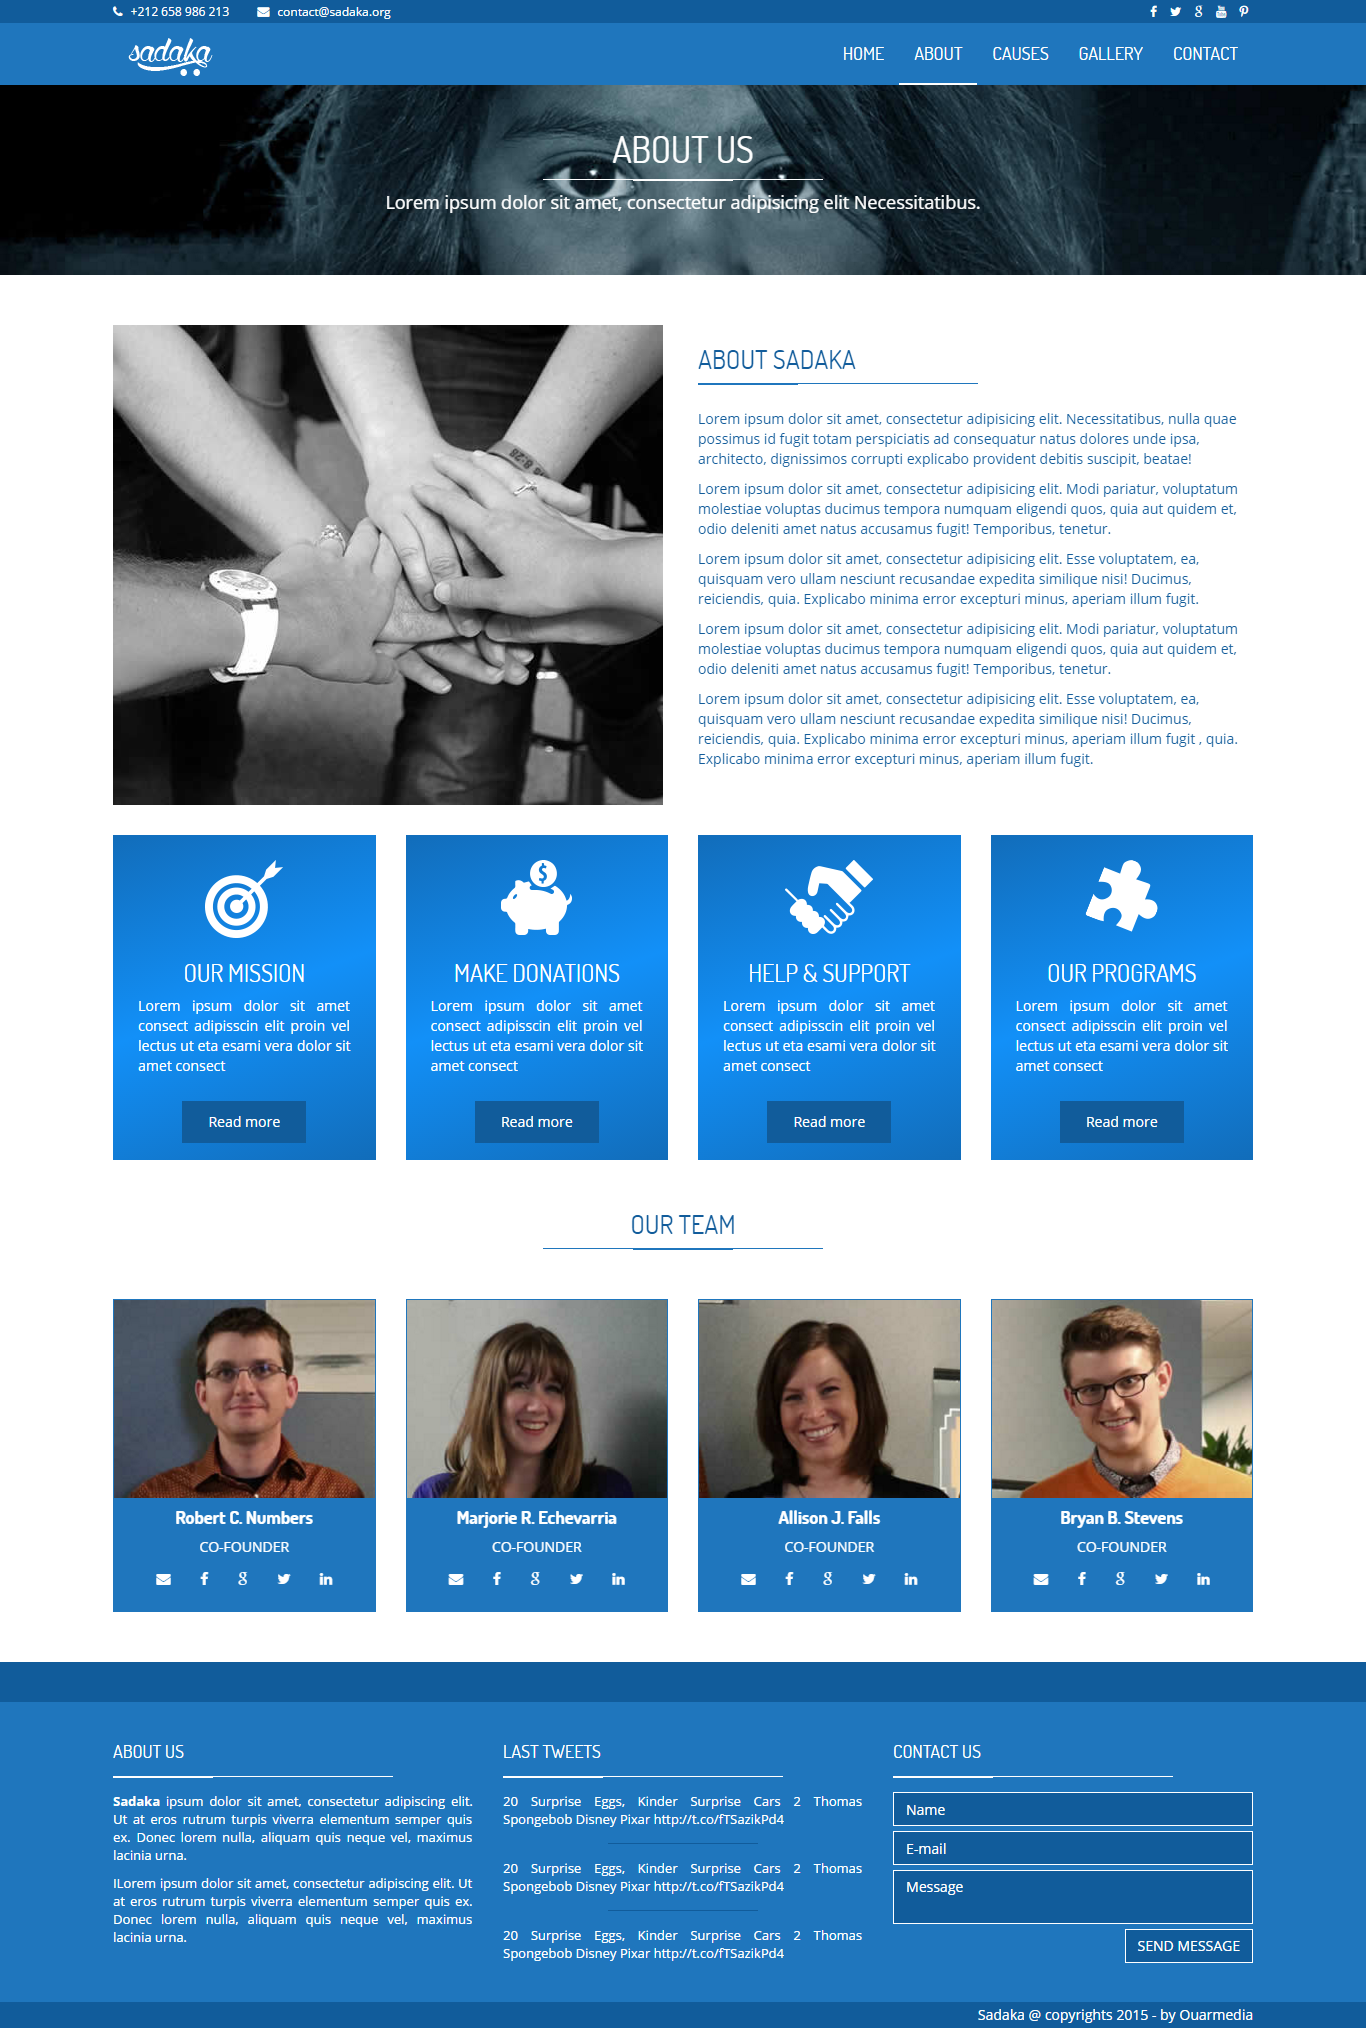 +212 658 986 213 contact@sadaka.org
sadaka
HOME ABOUT CAUSES GALLERY CONTACT
ABOUT US
Lorem ipsum dolor sit amet, consectetur adipisicing elit Necessitatibus.
ABOUT SADAKA
Lorem ipsum dolor sit amet, consectetur adipisicing elit. Necessitatibus, nulla quae
possimus id fugit totam perspiciatis ad consequatur natus dolores unde ipsa,
architecto, dignissimos corrupti explicabo provident debitis suscipit, beatae!
Lorem ipsum dolor sit amet, consectetur adipisicing elit. Modi pariatur, voluptatum
molestiae voluptas ducimus tempora numquam eligendi quos, quia aut quidem et,
odio deleniti amet natus accusamus fugit! Temporibus, tenetur.
Lorem ipsum dolor sit amet, consectetur adipisicing elit. Esse voluptatem, ea,
quisquam vero ullam nesciunt recusandae expedita similique nisi! Ducimus,
reiciendis, quia. Explicabo minima error excepturi minus, aperiam illum fugit.
Lorem ipsum dolor sit amet, consectetur adipisicing elit. Modi pariatur, voluptatum
molestiae voluptas ducimus tempora numquam eligendi quos, quia aut quidem et,
odio deleniti amet natus accusamus fugit! Temporibus, tenetur.
Lorem ipsum dolor sit amet, consectetur adipisicing elit. Esse voluptatem, ea,
quisquam vero ullam nesciunt recusandae expedita similique nisi! Ducimus,
reiciendis, quia. Explicabo minima error excepturi minus, aperiam illum fugit , quia.
Explicabo minima error excepturi minus, aperiam illum fugit.
OUR MISSION
Lorem ipsum dolor sit amet
consect adipisscin elit proin vel
lectus ut eta esami vera dolor sit
amet consect
Read more
MAKE DONATIONS
Lorem ipsum dolor sit amet
consect adipisscin elit proin vel
lectus ut eta esami vera dolor sit
amet consect
Read more
HELP & SUPPORT
Lorem ipsum dolor sit amet
consect adipisscin elit proin vel
lectus ut eta esami vera dolor sit
amet consect
Read more
OUR PROGRAMS
Lorem ipsum dolor sit amet
consect adipisscin elit proin vel
lectus ut eta esami vera dolor sit
amet consect
Read more
OUR TEAM
Robert C. Numbers
CO-FOUNDER
Marjorie R. Echevarria
CO-FOUNDER
Allison J. Falls
CO-FOUNDER
Bryan B. Stevens
CO-FOUNDER
ABOUT US
Sadaka ipsum dolor sit amet, consectetur adipiscing elit.
Ut at eros rutrum turpis viverra elementum semper quis
ex. Donec lorem nulla, aliquam quis neque vel, maximus
lacinia urna.
ILorem ipsum dolor sit amet, consectetur adipiscing elit. Ut
at eros rutrum turpis viverra elementum semper quis ex.
Donec lorem nulla, aliquam quis neque vel, maximus
lacinia urna.
LAST TWEETS
20 Surprise Eggs, Kinder Surprise Cars 2 Thomas
Spongebob Disney Pixar http://t.co/fTSazikPd4
20 Surprise Eggs, Kinder Surprise Cars 2 Thomas
Spongebob Disney Pixar http://t.co/fTSazikPd4
20 Surprise Eggs, Kinder Surprise Cars 2 Thomas
Spongebob Disney Pixar http://t.co/fTSazikPd4
CONTACT US
Name
E-mail
Message
SEND MESSAGE
Sadaka @ copyrights 2015 - by Ouarmedia